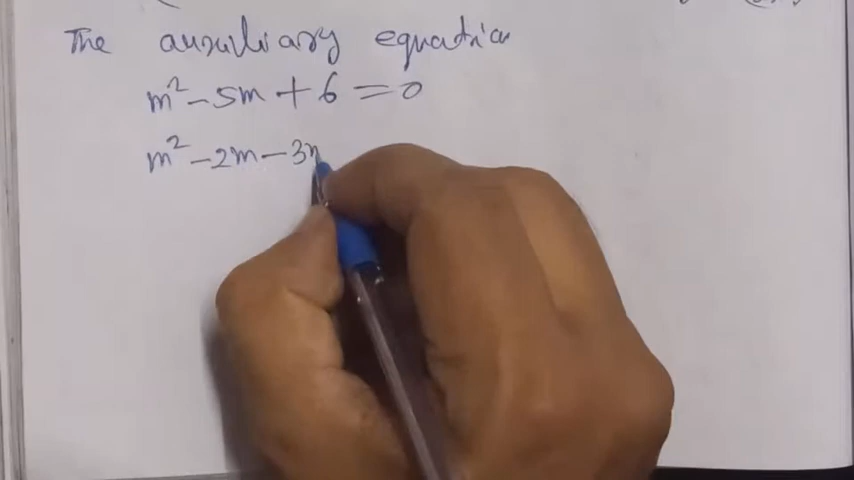 The auxiliary equation
m² - 5m + 6 = 0
m² - 2m - 3m